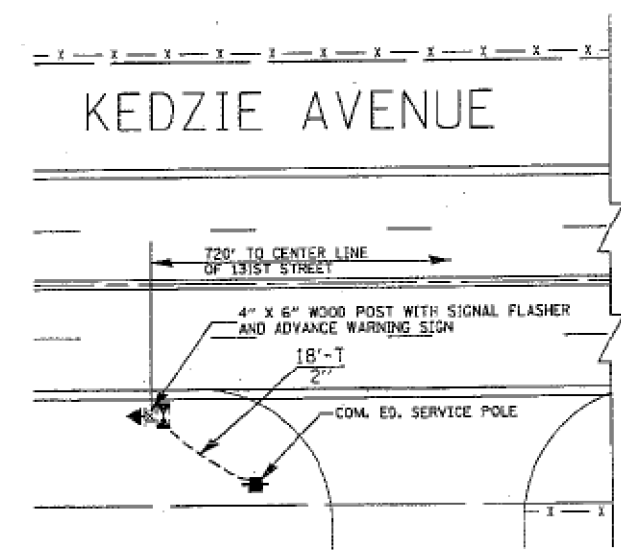 KEDZIE AVENUE
720' TO CENTER LINE
OF 131ST STREET
4" X 6" WOOD POST WITH SIGNAL FLASHER
AND ADVANCE WARNING SIGN
18'-T
2"
COM. ED. SERVICE POLE